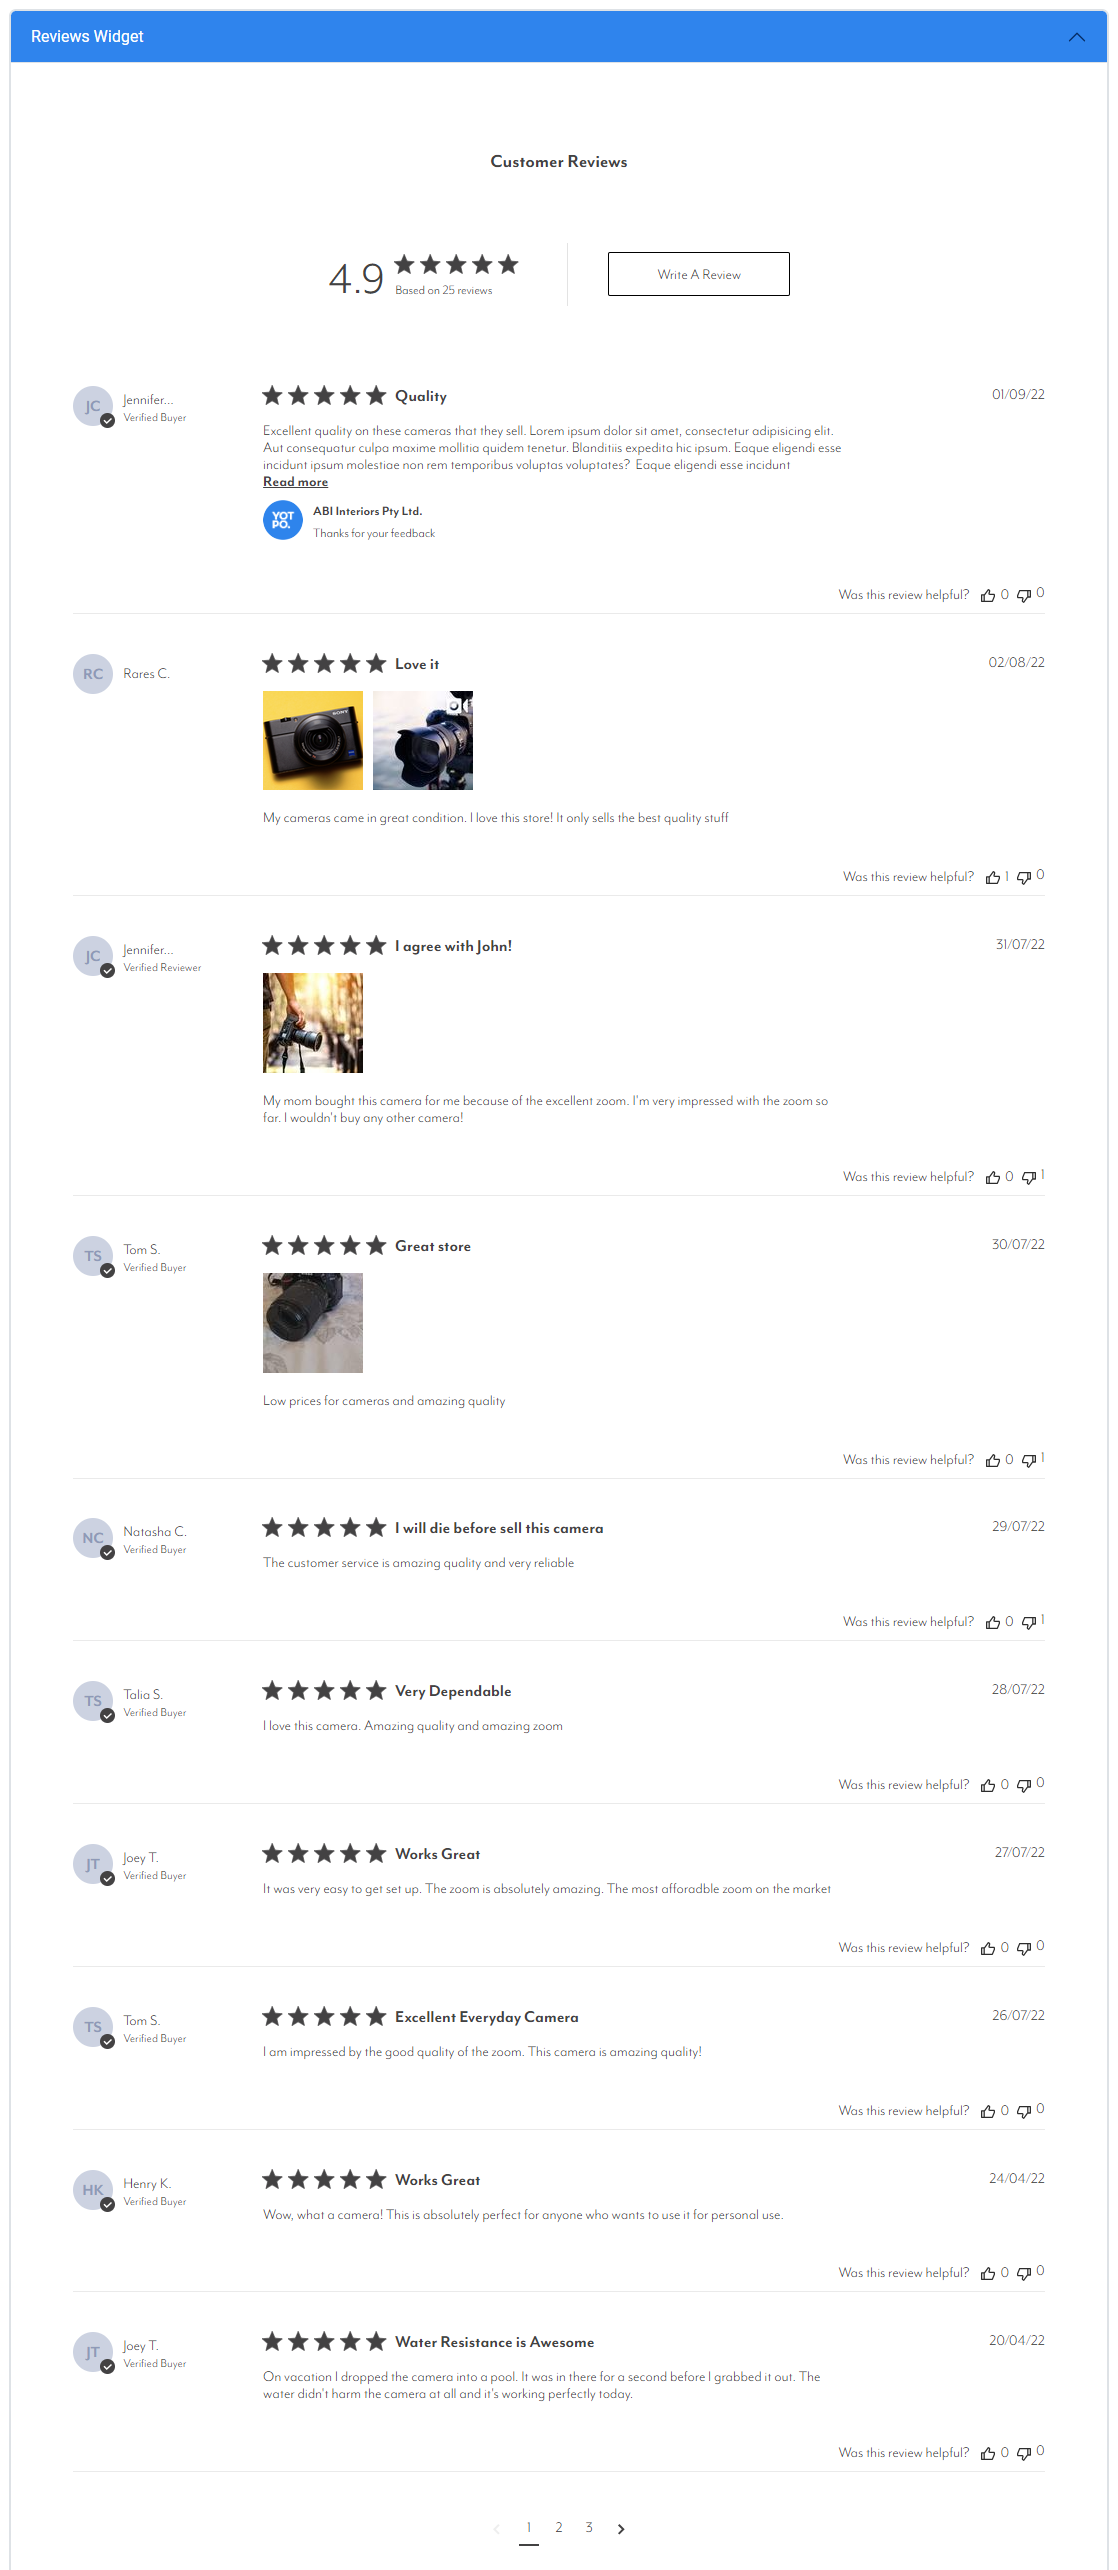 Reviews Widget
Customer Reviews
4.9
Based on 25 reviews
Write A Review
JC
Jennifer...
Verified Buyer
Quality
01/09/22
Excellent quality on these cameras that they sell. Lorem ipsum dolor sit amet, consectetur adipisicing elit.
Aut consequatur culpa maxime mollitia quidem tenetur. Blanditiis expedita hic ipsum. Eaque eligendi esse
incidunt ipsum molestiae non rem temporibus voluptas voluptates? Eaque eligendi esse incidunt
Read more
YOT
PO.
ABI Interiors Pty Ltd.
Thanks for your feedback
Was this review helpful? 0 0
RC
Rares C.
Love it
02/08/22
SONY
My cameras came in great condition. I love this store! It only sells the best quality stuff
Was this review helpful? 1 0
JC
Jennifer...
Verified Reviewer
I agree with John!
31/07/22
My mom bought this camera for me because of the excellent zoom. I'm very impressed with the zoom so
far. I wouldn't buy any other camera!
Was this review helpful? 0 1
TS
Tom S.
Verified Buyer
Great store
30/07/22
Low prices for cameras and amazing quality
Was this review helpful? 0 1
NC
Natasha C.
Verified Buyer
I will die before sell this camera
29/07/22
The customer service is amazing quality and very reliable
Was this review helpful? 0 1
TS
Talia S.
Verified Buyer
Very Dependable
28/07/22
I love this camera. Amazing quality and amazing zoom
Was this review helpful? 0 0
JT
Joey T.
Verified Buyer
Works Great
27/07/22
It was very easy to get set up. The zoom is absolutely amazing. The most afforadble zoom on the market
Was this review helpful? 0 0
TS
Tom S.
Verified Buyer
Excellent Everyday Camera
26/07/22
I am impressed by the good quality of the zoom. This camera is amazing quality!
Was this review helpful? 0 0
HK
Henry K.
Verified Buyer
Works Great
24/04/22
Wow, what a camera! This is absolutely perfect for anyone who wants to use it for personal use.
Was this review helpful? 0 0
JT
Joey T.
Verified Buyer
Water Resistance is Awesome
20/04/22
On vacation I dropped the camera into a pool. It was in there for a second before I grabbed it out. The
water didn't harm the camera at all and it's working perfectly today.
Was this review helpful? 0 0
1 2 3